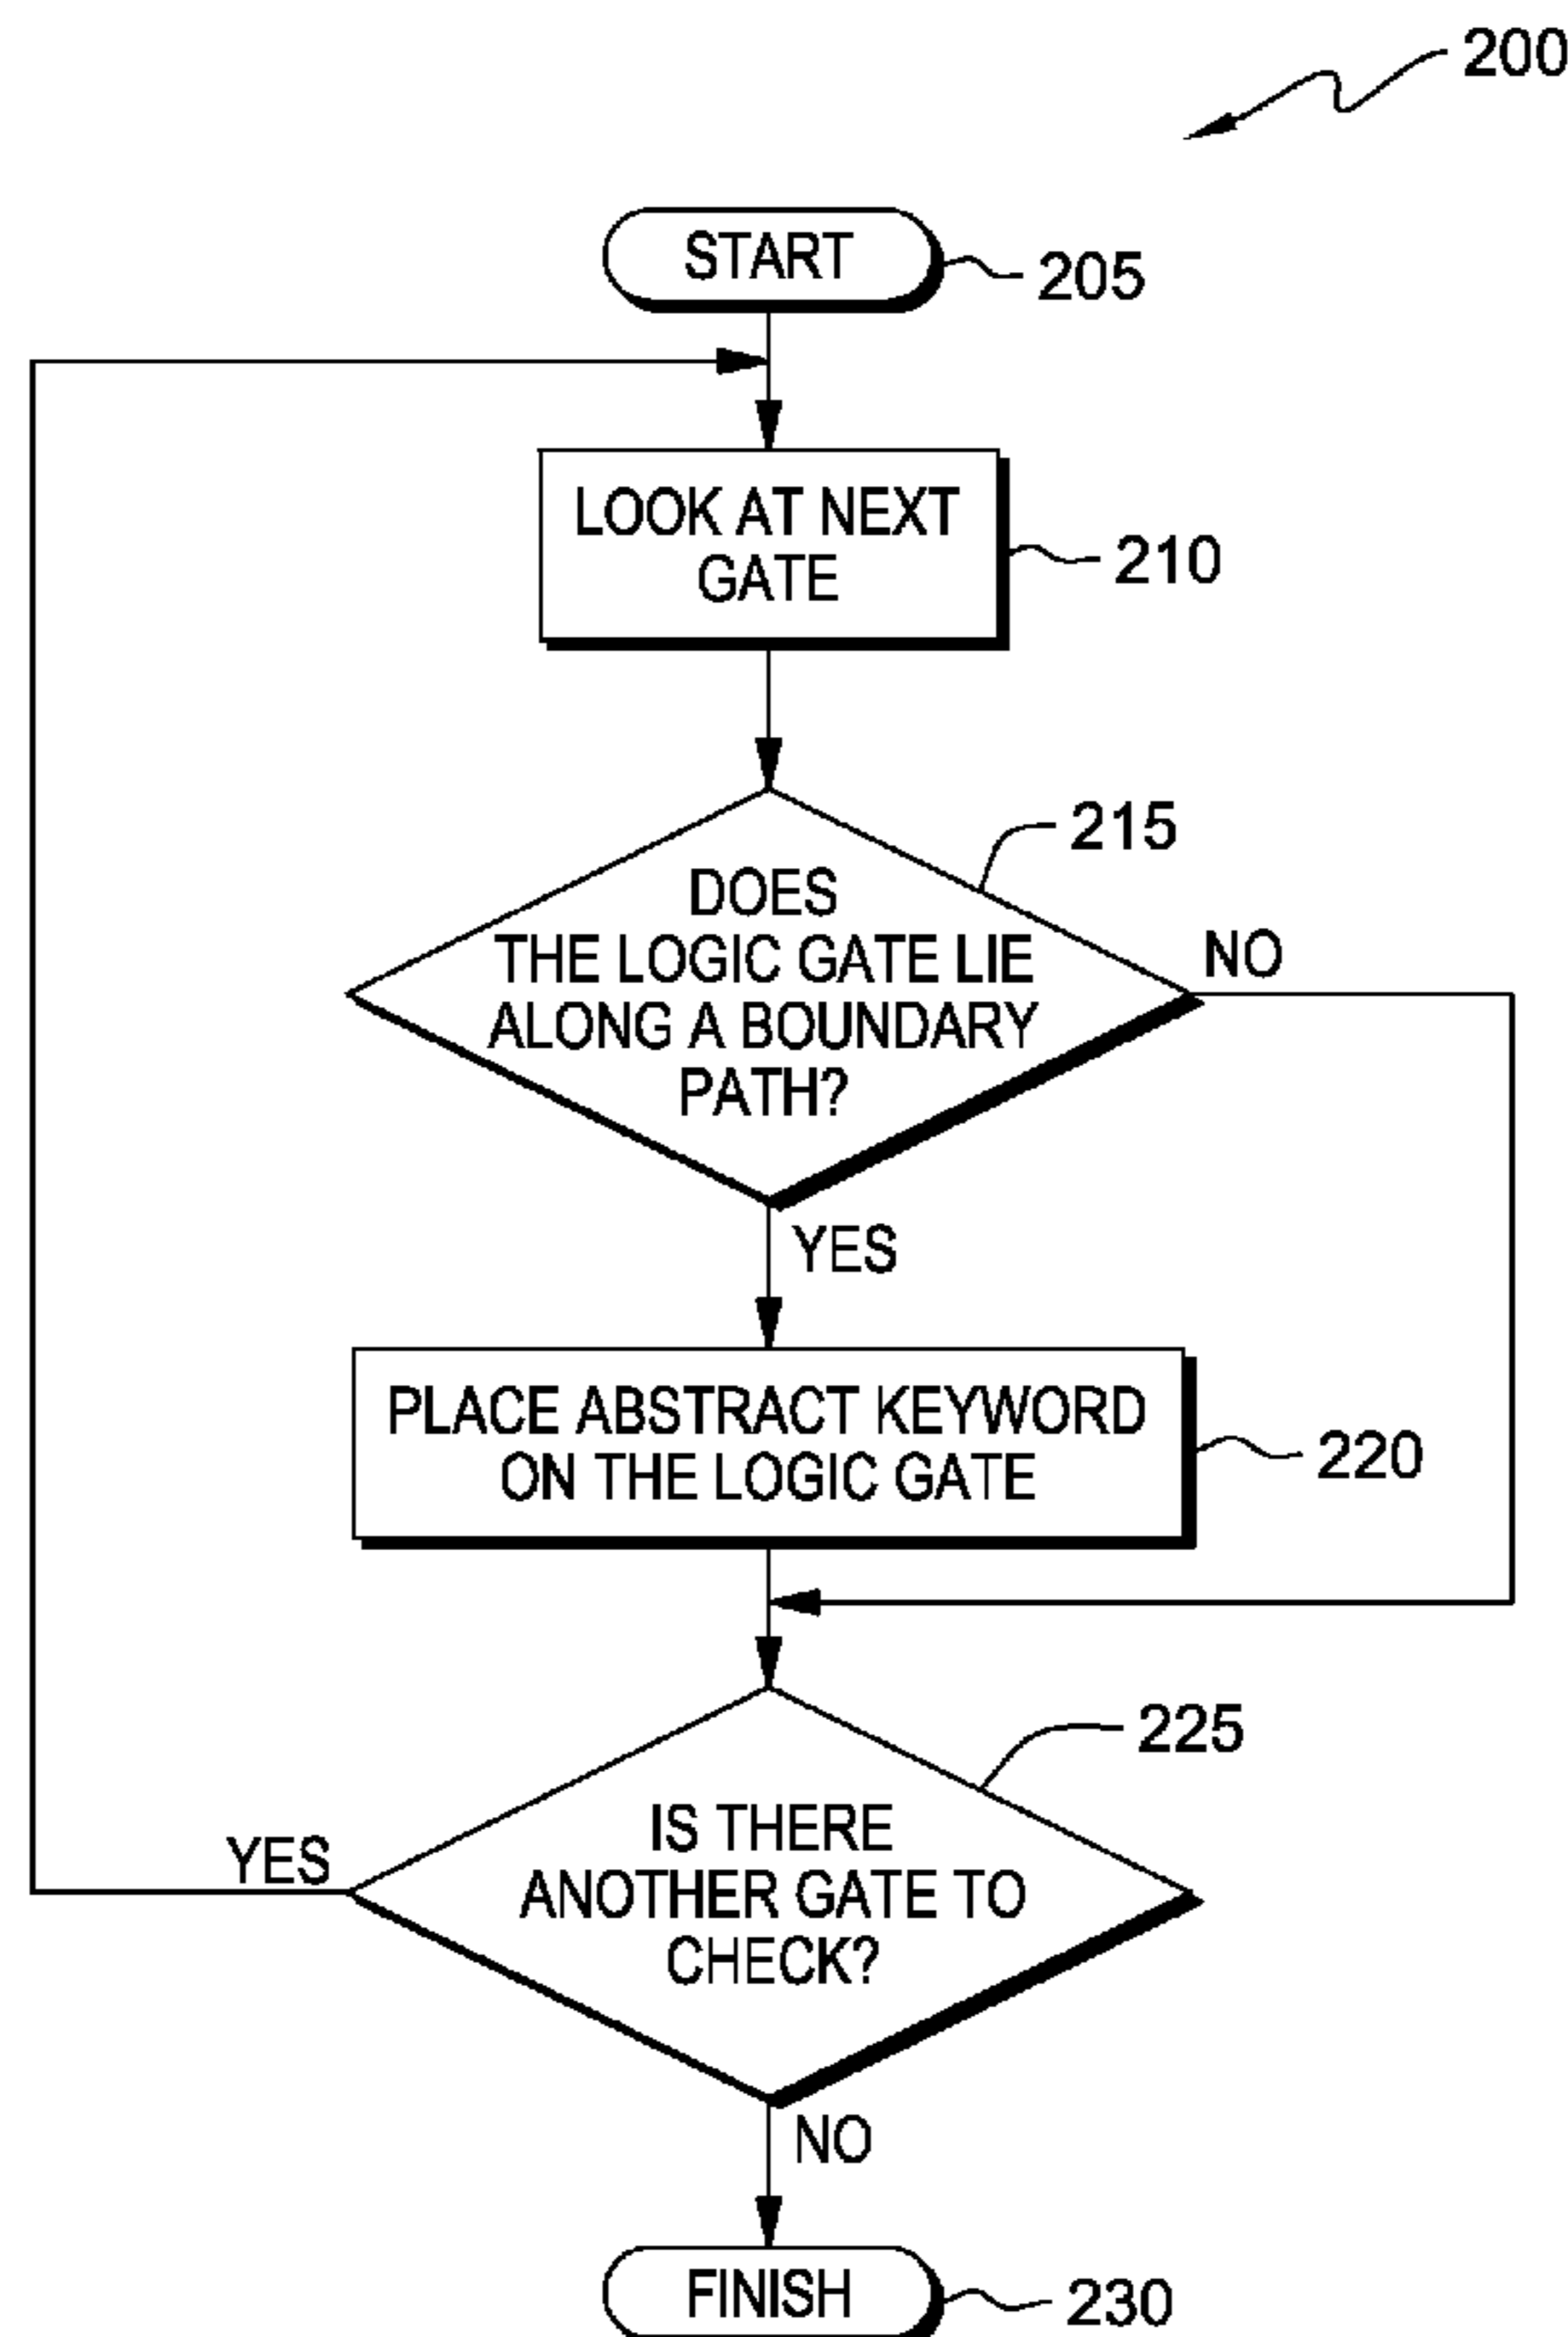 200
START
205
LOOK AT NEXT
GATE
210
215
DOES
THE LOGIC GATE LIE
ALONG A BOUNDARY
PATH?
NO
YES
PLACE ABSTRACT KEYWORD
ON THE LOGIC GATE
220
225
IS THERE
ANOTHER GATE TO
CHECK?
YES
NO
FINISH
230